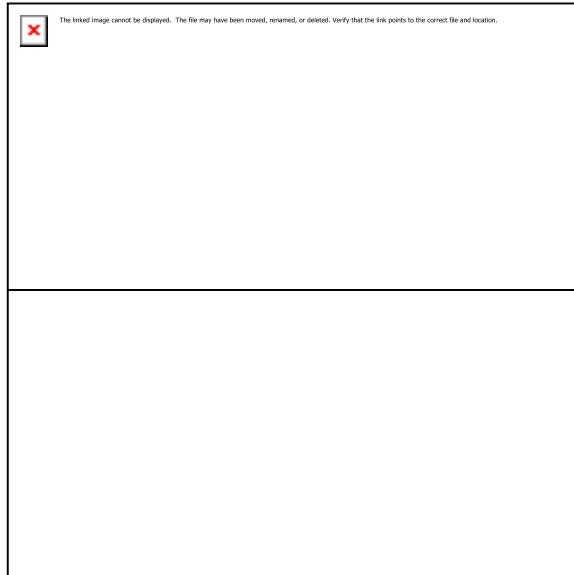 The linked image cannot be displayed.  The file may have been moved, renamed, or deleted. Verify that the link points to the correct file and location.